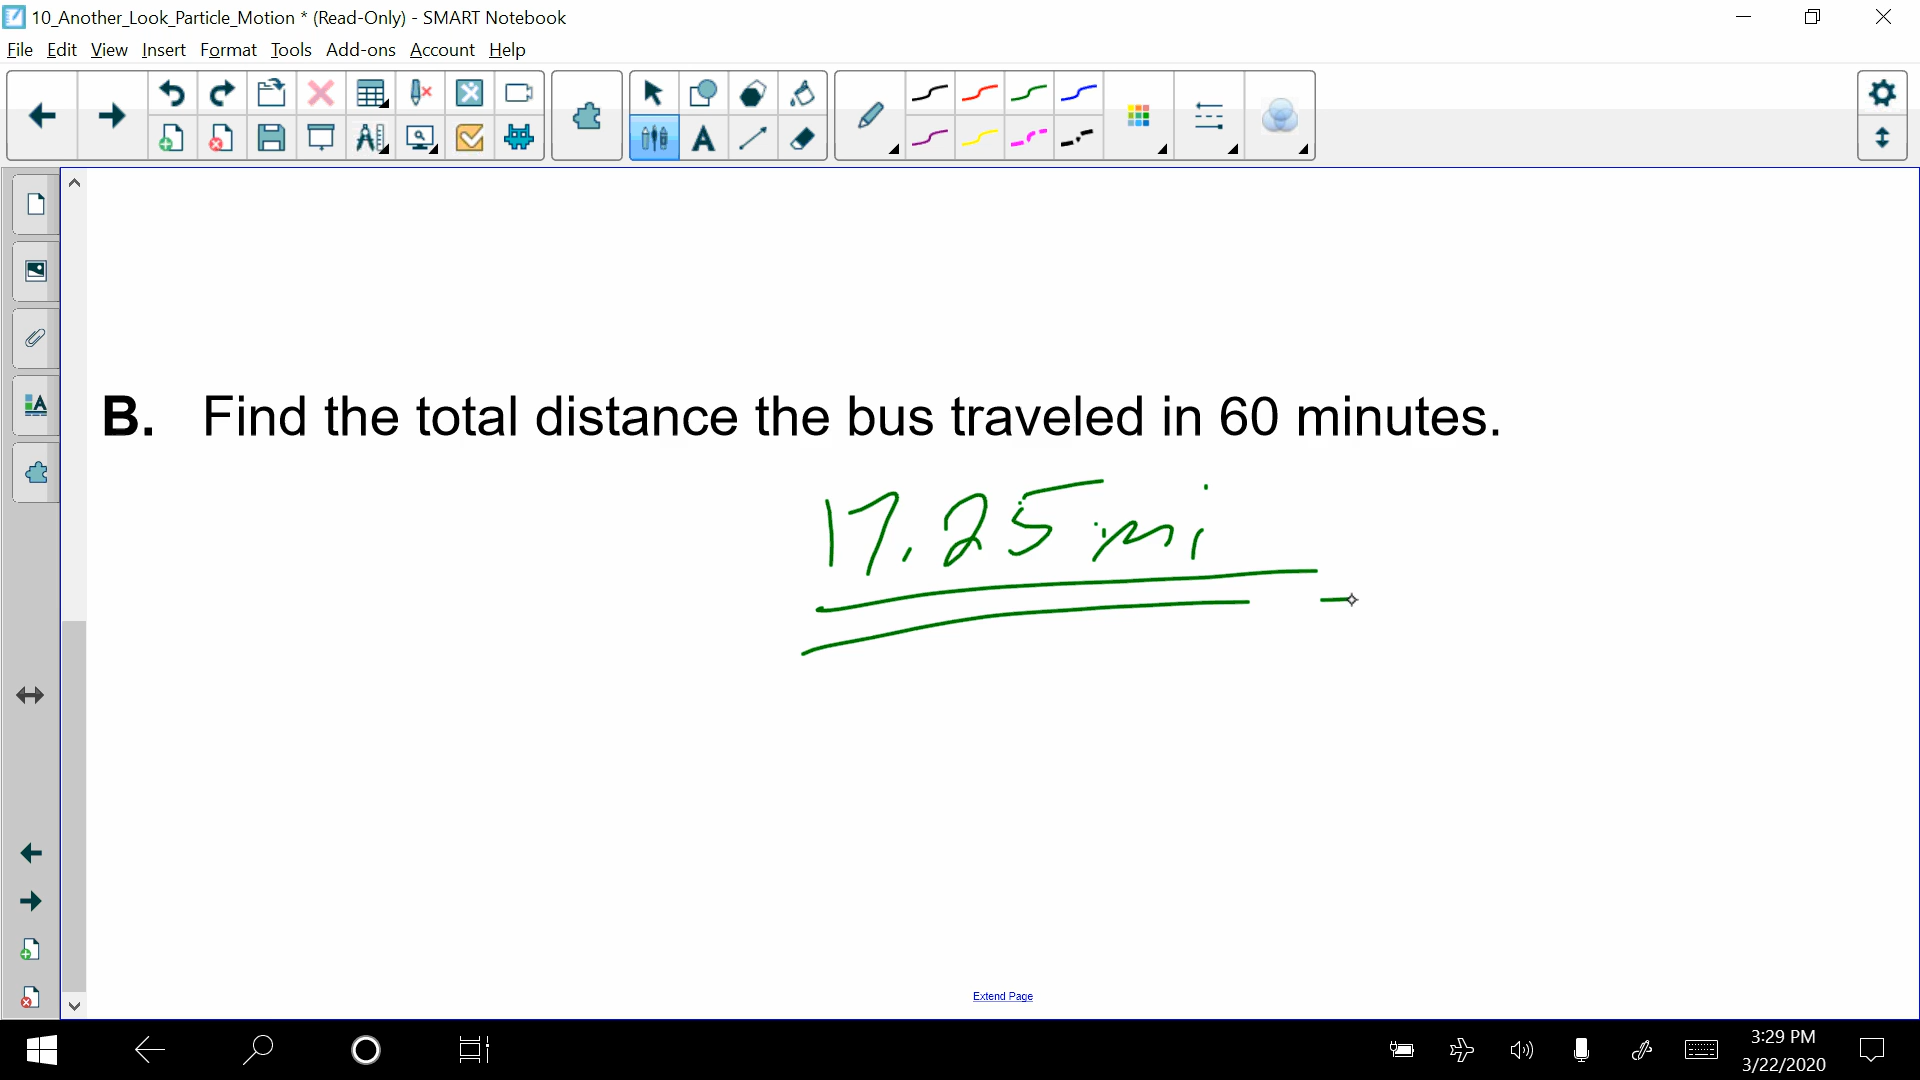 10_Another_Look_Particle_Motion * (Read-Only) - SMART Notebook
File Edit View Insert Format Tools Add-ons Account Help
B. Find the total distance the bus traveled in 60 minutes.
17.25 mi
Extend Page
3:29 PM
3/22/2020